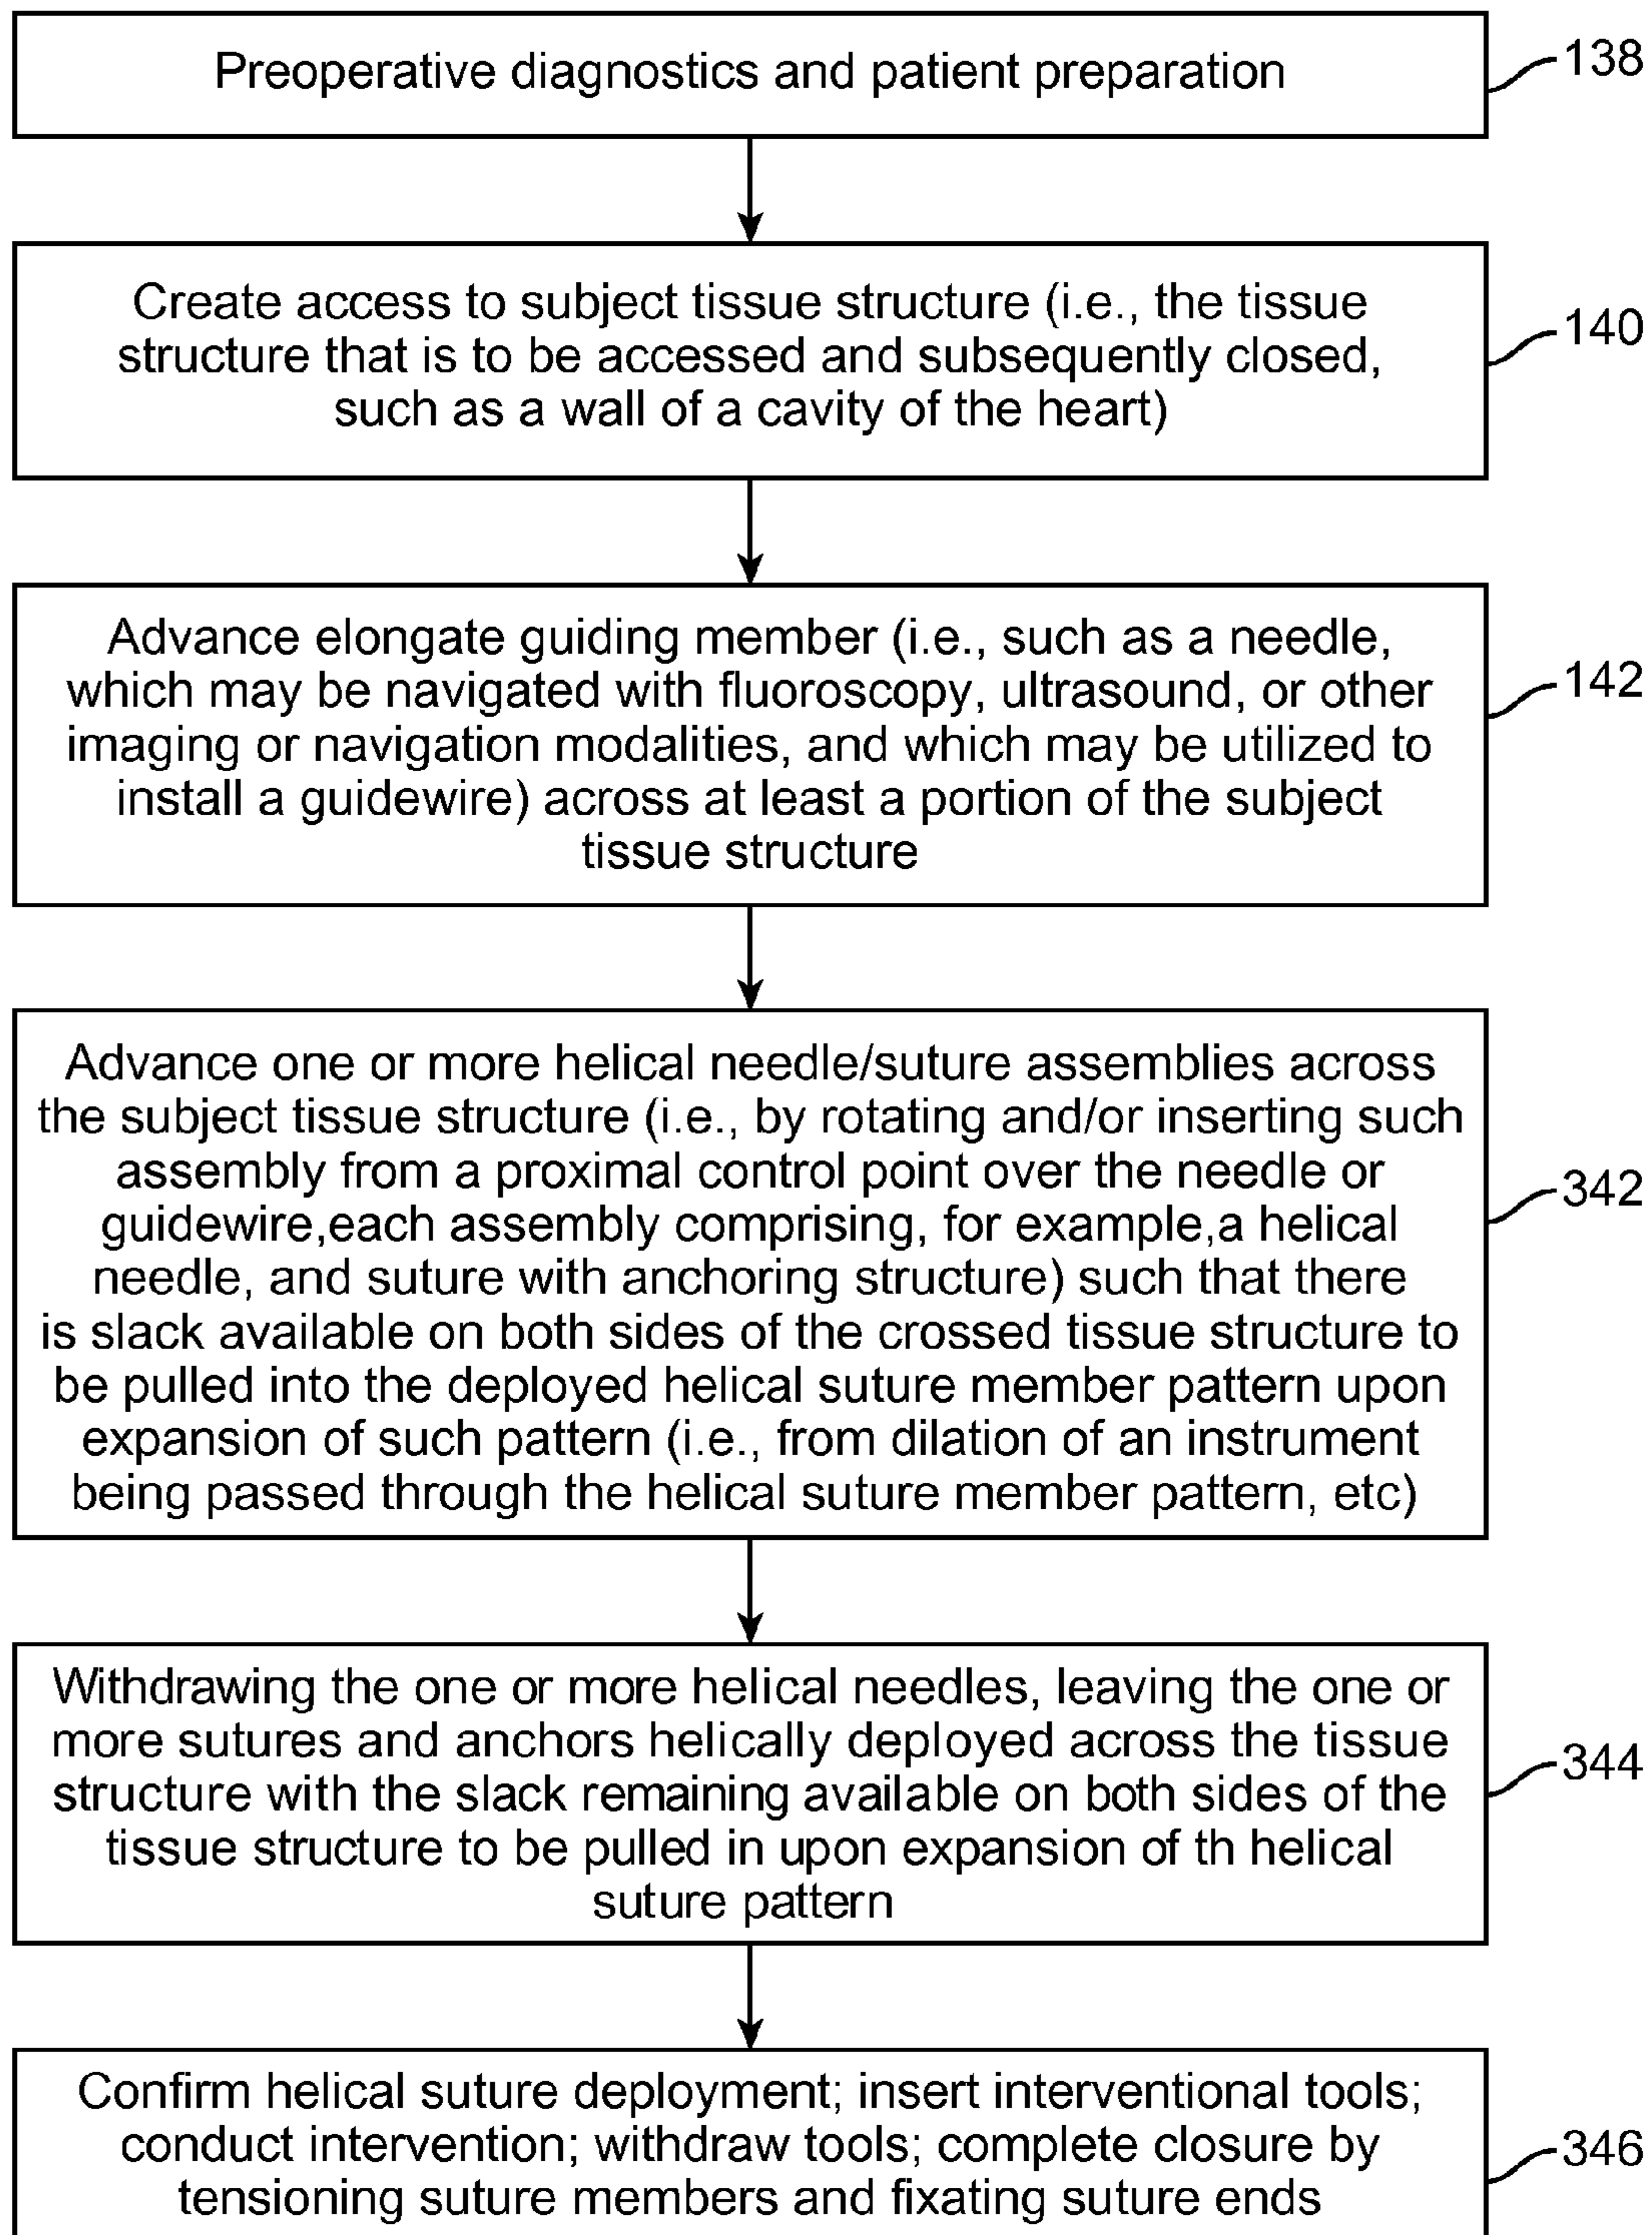 Preoperative diagnostics and patient preparation
138
Create access to subject tissue structure (i.e., the tissue
structure that is to be accessed and subsequently closed,
such as a wall of a cavity of the heart)
140
Advance elongate guiding member (i.e., such as a needle,
which may be navigated with fluoroscopy, ultrasound, or other
imaging or navigation modalities, and which may be utilized to
install a guidewire) across at least a portion of the subject
tissue structure
142
Advance one or more helical needle/suture assemblies across
the subject tissue structure (i.e., by rotating and/or inserting such
assembly from a proximal control point over the needle or
guidewire,each assembly comprising, for example,a helical
needle, and suture with anchoring structure) such that there
is slack available on both sides of the crossed tissue structure to
be pulled into the deployed helical suture member pattern upon
expansion of such pattern (i.e., from dilation of an instrument
being passed through the helical suture member pattern, etc)
342
Withdrawing the one or more helical needles, leaving the one or
more sutures and anchors helically deployed across the tissue
structure with the slack remaining available on both sides of the
tissue structure to be pulled in upon expansion of th helical
suture pattern
344
Confirm helical suture deployment; insert interventional tools;
conduct intervention; withdraw tools; complete closure by
tensioning suture members and fixating suture ends
346